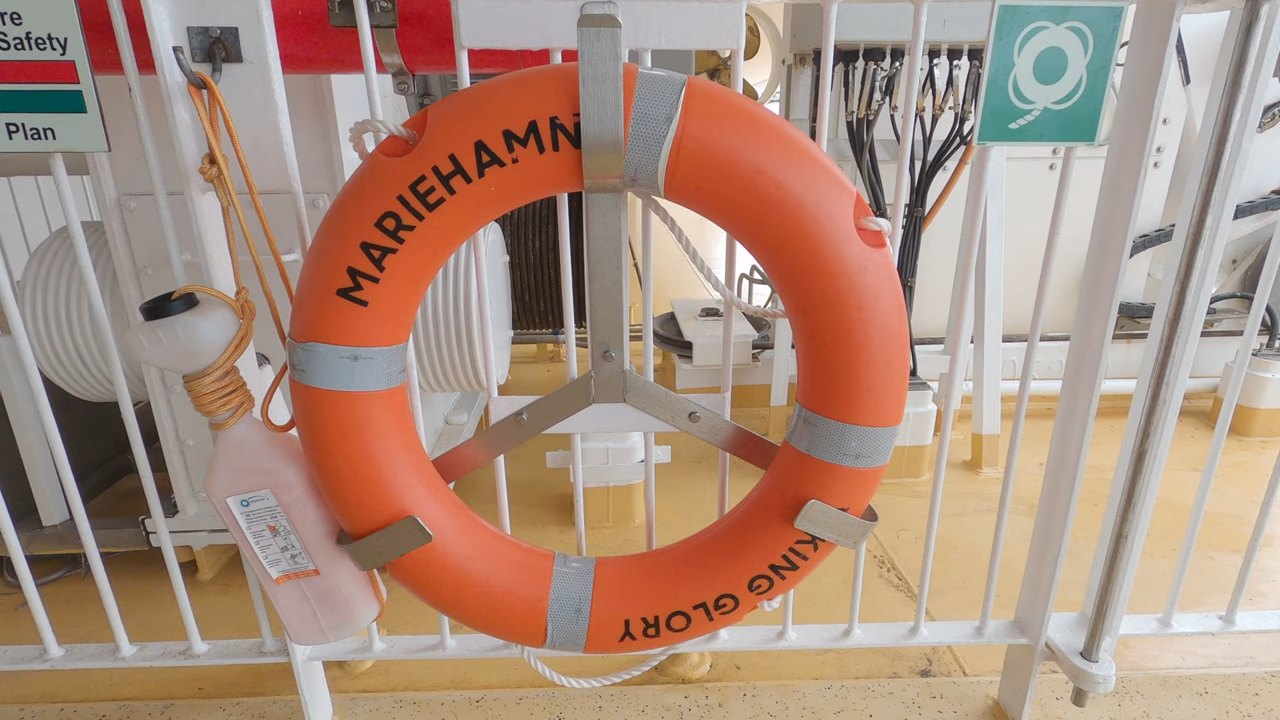 re
Safety
Plan
MARIEHAMN
KING GLORY